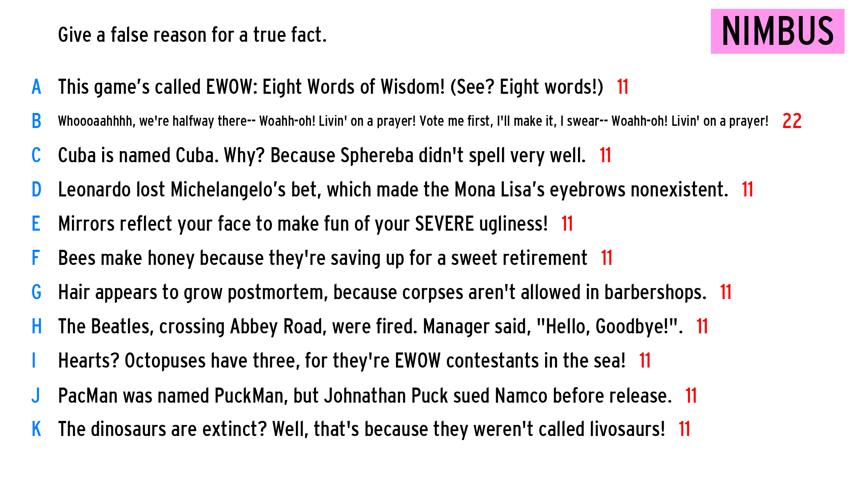 Give a false reason for a true fact.
NIMBUS
A This game's called EWOW: Eight Words of Wisdom! (See? Eight words!) 11
B Whooooaahhhh, we're halfway there-- Woahh-oh! Livin' on a prayer! Vote me first, I'll make it, I swear-- Woahh-oh! Livin' on a prayer! 22
C Cuba is named Cuba. Why? Because Sphereba didn't spell very well. 11
D Leonardo lost Michelangelo's bet, which made the Mona Lisa's eyebrows nonexistent. 11
E Mirrors reflect your face to make fun of your SEVERE ugliness! 11
F Bees make honey because they're saving up for a sweet retirement 11
G Hair appears to grow postmortem, because corpses aren't allowed in barbershops. 11
H The Beatles, crossing Abbey Road, were fired. Manager said, "Hello, Goodbye!". 11
I Hearts? Octopuses have three, for they're EWOW contestants in the sea! 11
J PacMan was named PuckMan, but Johnathan Puck sued Namco before release. 11
K The dinosaurs are extinct? Well, that's because they weren't called livosaurs! 11